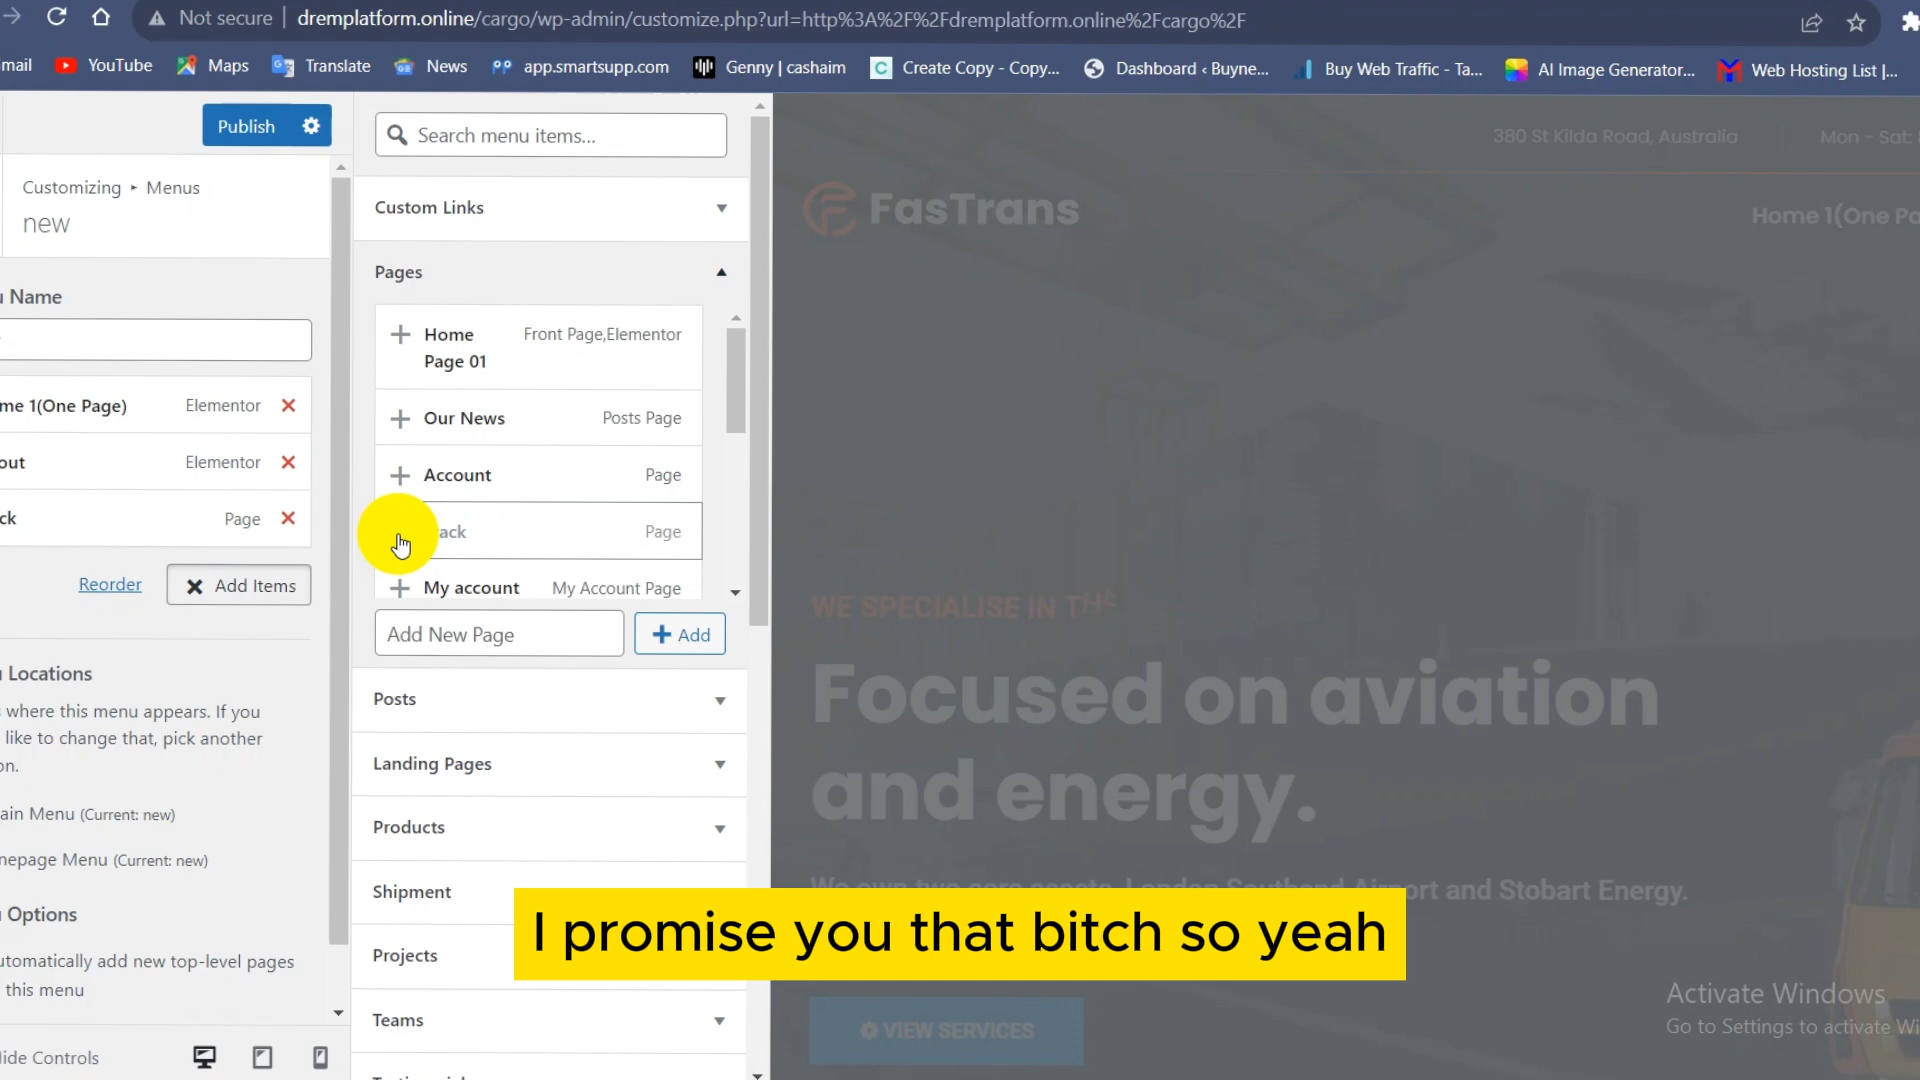 Not secure dremplatform.online/cargo/wp-admin/customize.php?url=http%3A%2F%2Fdremplatform.online%2Fcargo%2F
mail YouTube Maps Translate News app.smartsupp.com Genny | cashaim Create Copy - Copy... Dashboard ‹ Buyne... Buy Web Traffic - Ta... AI Image Generator... Web Hosting List |...
Publish
Customizing ▸ Menus
new
u Name
me 1(One Page) Elementor
out Elementor
ck Page
Reorder Add Items
Locations
where this menu appears. If you
like to change that, pick another
on.
ain Menu (Current: new)
nepage Menu (Current: new)
Options
utomatically add new top-level pages
this menu
ide Controls
Search menu items...
Custom Links
Pages
Home Page 01 Front Page,Elementor
Our News Posts Page
Account Page
ack Page
My account My Account Page
Add New Page Add
Posts
Landing Pages
Products
Shipment
Projects
Teams
380 St Kilda Road, Australia Mon - Sat:
FasTrans
Home 1(One Pa
WE SPECIALISE IN THE
Focused on aviation
and energy.
We own two core assets, London Southend Airport and Stobart Energy.
VIEW SERVICES
I promise you that bitch so yeah
Activate Windows
Go to Settings to activate Wi